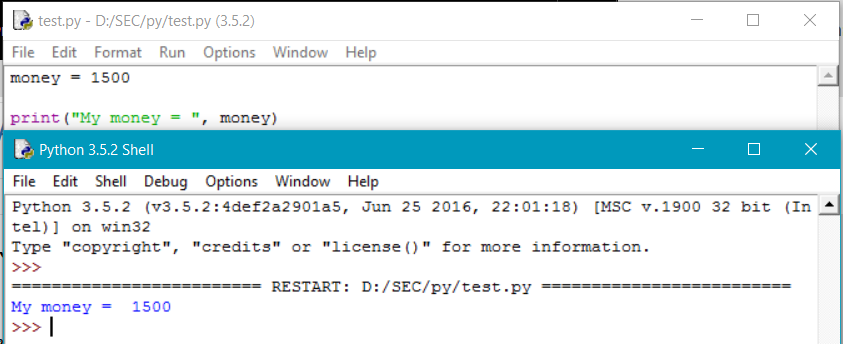 test.py - D:/SEC/py/test.py (3.5.2)
File Edit Format Run Options Window Help
money = 1500
print("My money = ", money)
Python 3.5.2 Shell
File Edit Shell Debug Options Window Help
Python 3.5.2 (v3.5.2:4def2a2901a5, Jun 25 2016, 22:01:18) [MSC v.1900 32 bit (In
tel)] on win32
Type "copyright", "credits" or "license()" for more information.
>>>
========================= RESTART: D:/SEC/py/test.py =========================
My money =  1500
>>>